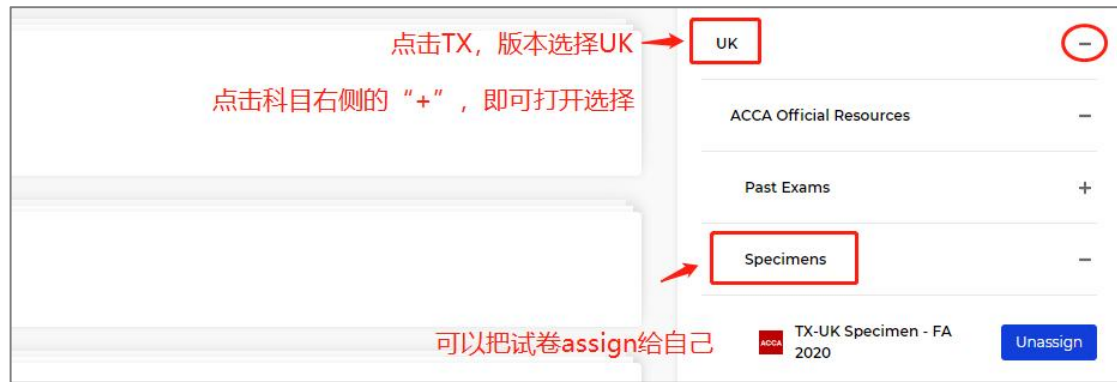 点击TX，版本选择UK
UK
点击科目右侧的“+”，即可打开选择
ACCA Official Resources
Past Exams
Specimens
可以把试卷assign给自己
ACCA
TX-UK Specimen - FA
2020
Unassign